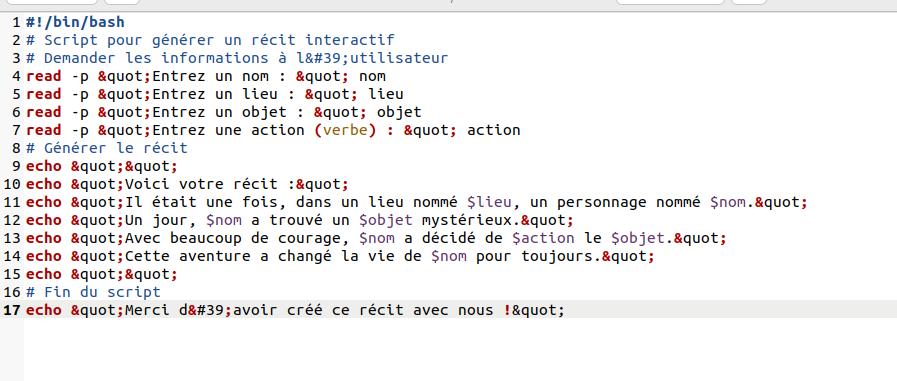 1 #!/bin/bash
2 # Script pour générer un récit interactif
3 # Demander les informations à l&#39;utilisateur
4 read -p &quot;Entrez un nom : &quot; nom
5 read -p &quot;Entrez un lieu : &quot; lieu
6 read -p &quot;Entrez un objet : &quot; objet
7 read -p &quot;Entrez une action (verbe) : &quot; action
8 # Générer le récit
9 echo &quot;&quot;
10 echo &quot;Voici votre récit :&quot;
11 echo &quot;Il était une fois, dans un lieu nommé $lieu, un personnage nommé $nom.&quot;
12 echo &quot;Un jour, $nom a trouvé un $objet mystérieux.&quot;
13 echo &quot;Avec beaucoup de courage, $nom a décidé de $action le $objet.&quot;
14 echo &quot;Cette aventure a changé la vie de $nom pour toujours.&quot;
15 echo &quot;&quot;
16 # Fin du script
17 echo &quot;Merci d&#39;avoir créé ce récit avec nous !&quot;